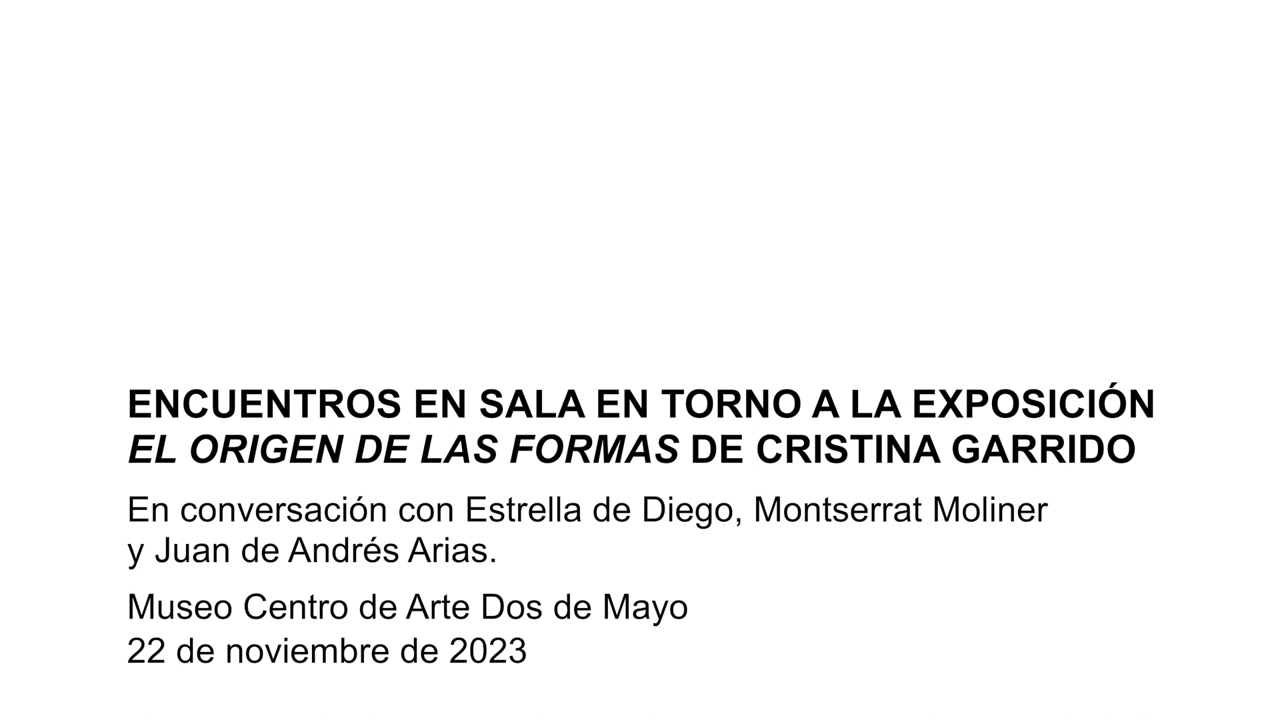 ENCUENTROS EN SALA EN TORNO A LA EXPOSICIÓN
EL ORIGEN DE LAS FORMAS DE CRISTINA GARRIDO
En conversación con Estrella de Diego, Montserrat Moliner
y Juan de Andrés Arias.
Museo Centro de Arte Dos de Mayo
22 de noviembre de 2023